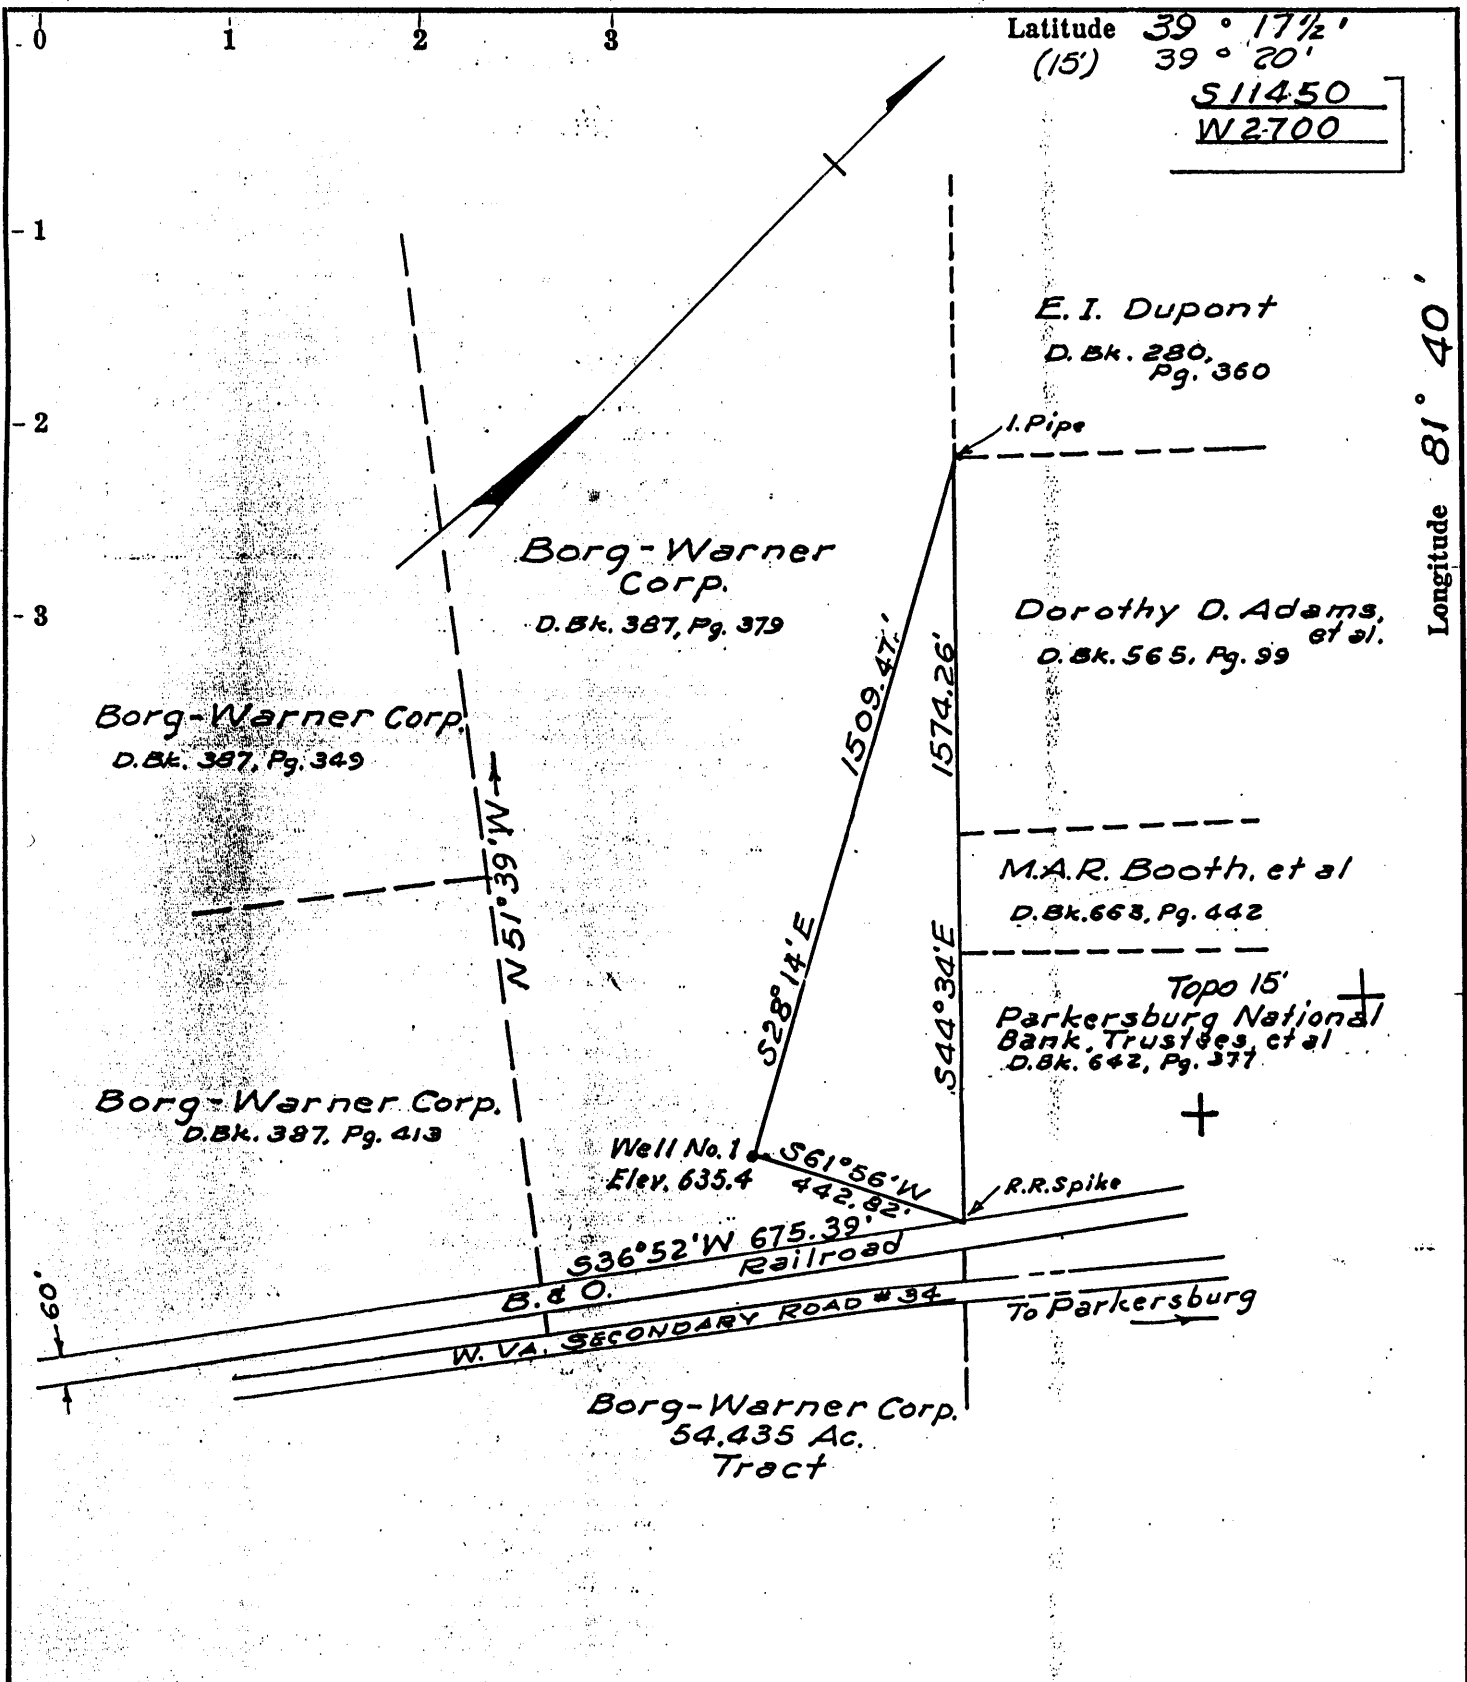 0 1 2 3
Latitude 39° 17½'
(15') 39° 20'
S 11450
W 2700
- 1
- 2
- 3
Longitude 81° 40'
E. I. Dupont
D. Bk. 280,
Pg. 360
I. Pipe
Borg-Warner
Corp.
D. Bk. 387, Pg. 379
Dorothy D. Adams,
et al.
D. Bk. 565, Pg. 99
1509.47'
1574.26'
Borg-Warner Corp.
D. Bk. 387, Pg. 349
N 51° 39' W
M.A.R. Booth, et al
D. Bk. 663, Pg. 442
S 28° 14' E
S 44° 34' E
Topo 15'
Parkersburg National
Bank, Trustees, et al
D. Bk. 642, Pg. 377
Borg-Warner Corp.
D. Bk. 387, Pg. 413
Well No. 1
Elev. 635.4
S 61° 56' W
442.82'
R.R. Spike
S 36° 52' W 675.39'
B. & O. Railroad
60'
W. VA. SECONDARY ROAD # 34
To Parkersburg
Borg-Warner Corp.
54.435 Ac.
Tract